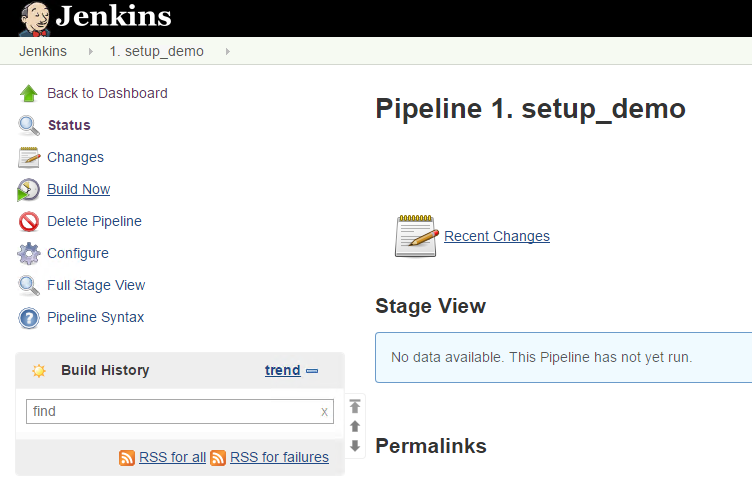 Jenkins
Jenkins 1. setup_demo
Back to Dashboard
Status
Changes
Build Now
Delete Pipeline
Configure
Full Stage View
Pipeline Syntax
Build History trend
find x
RSS for all RSS for failures
Pipeline 1. setup_demo
Recent Changes
Stage View
No data available. This Pipeline has not yet run.
Permalinks